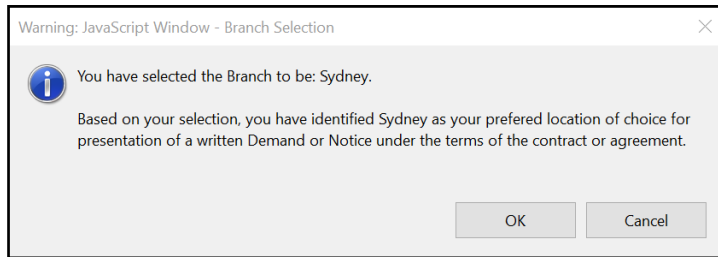 Warning: JavaScript Window - Branch Selection
You have selected the Branch to be: Sydney.
Based on your selection, you have identified Sydney as your prefered location of choice for
presentation of a written Demand or Notice under the terms of the contract or agreement.
OK
Cancel